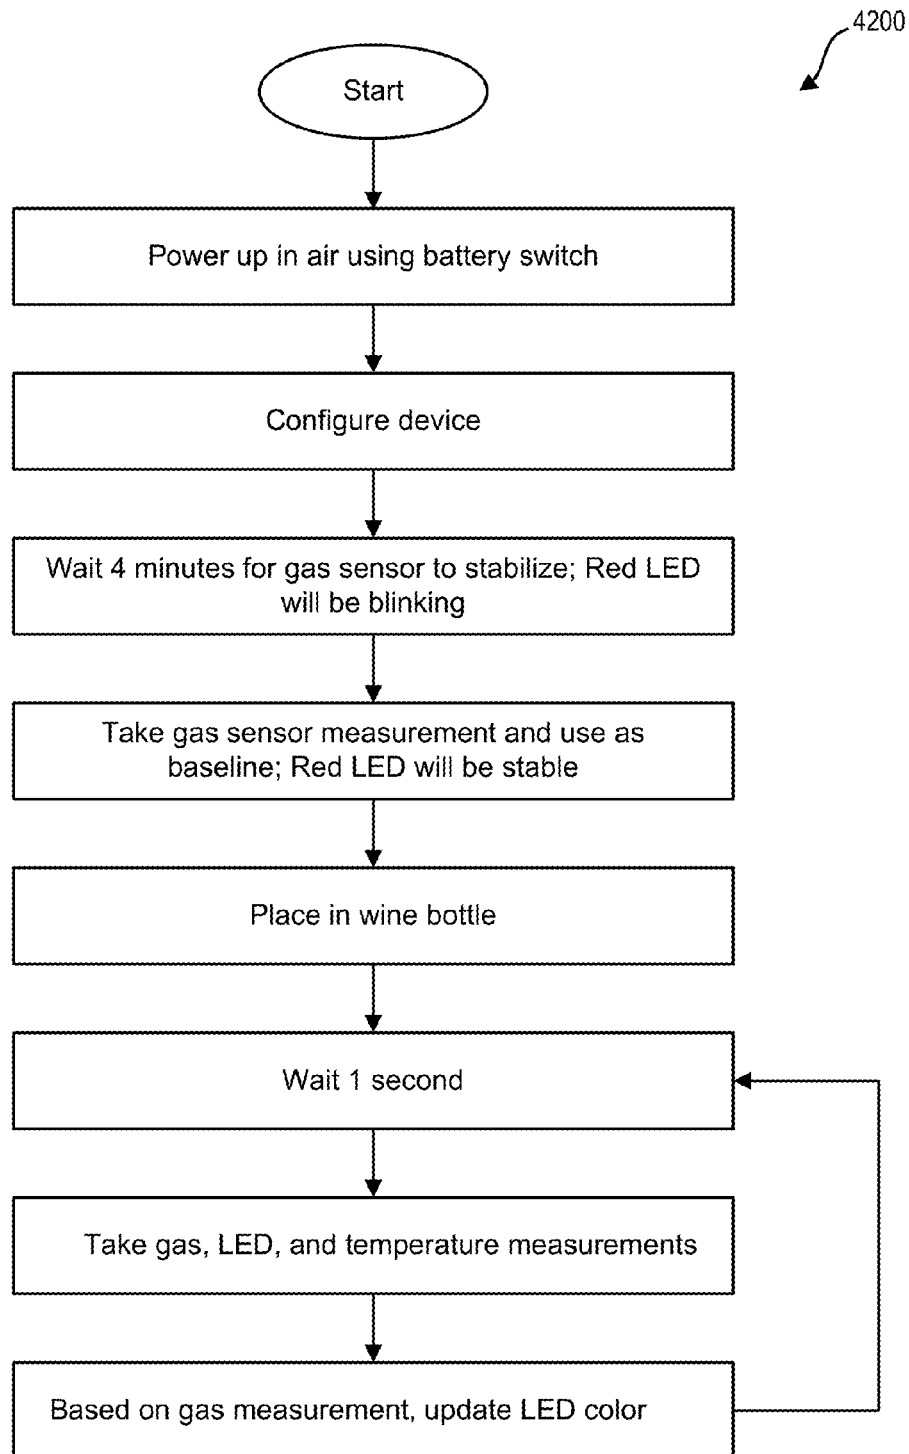 4200
Start
Power up in air using battery switch
Configure device
Wait 4 minutes for gas sensor to stabilize; Red LED
will be blinking
Take gas sensor measurement and use as
baseline; Red LED will be stable
Place in wine bottle
Wait 1 second
Take gas, LED, and temperature measurements
Based on gas measurement, update LED color